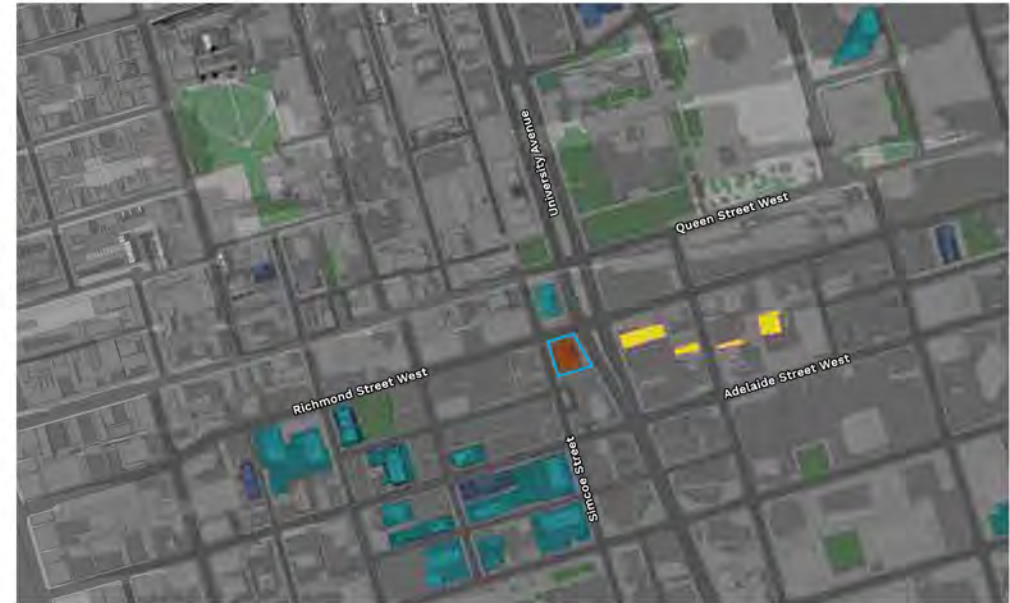 University Avenue
Queen Street West
Richmond Street West
Adelaide Street West
Simcoe Street